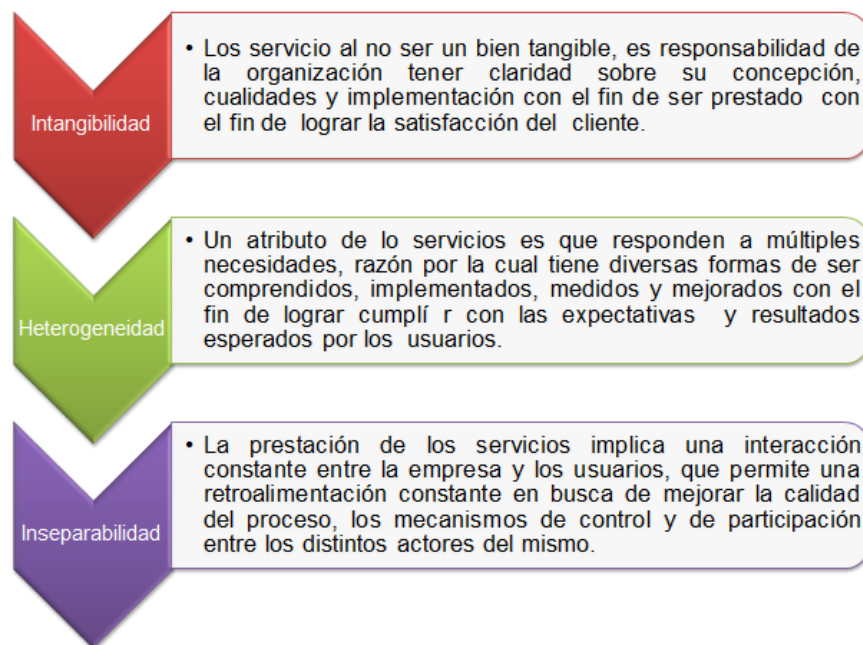 Intangibilidad
• Los servicio al no ser un bien tangible, es responsabilidad de
la organización tener claridad sobre su concepción,
cualidades y implementación con el fin de ser prestado con
el fin de lograr la satisfacción del cliente.
Heterogeneidad
• Un atributo de lo servicios es que responden a múltiples
necesidades, razón por la cual tiene diversas formas de ser
comprendidos, implementados, medidos y mejorados con el
fin de lograr cumplí r con las expectativas y resultados
esperados por los usuarios.
Inseparabilidad
• La prestación de los servicios implica una interacción
constante entre la empresa y los usuarios, que permite una
retroalimentación constante en busca de mejorar la calidad
del proceso, los mecanismos de control y de participación
entre los distintos actores del mismo.